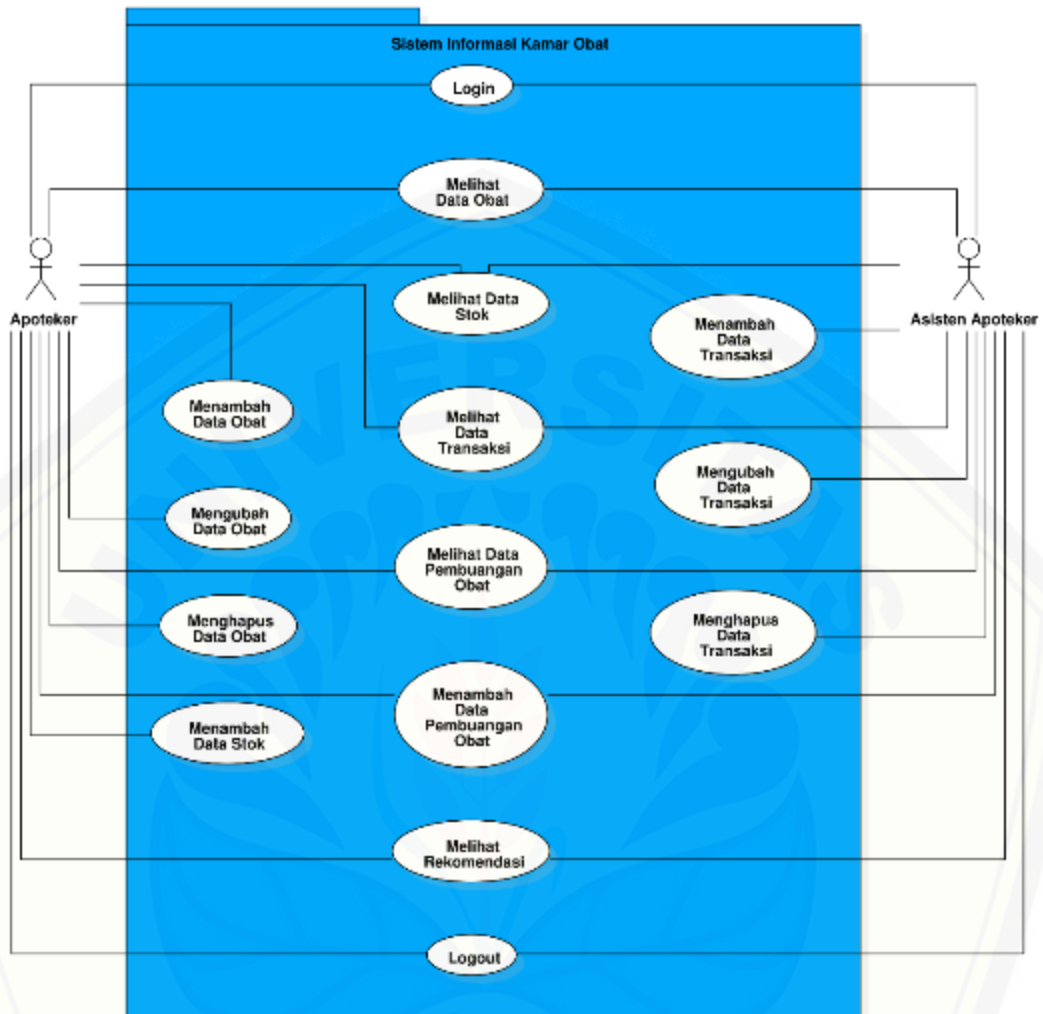 Sistem Informasi Kamar Obat
Login
Melihat
Data Obat
Melihat Data
Stok
Menambah
Data
Transaksi
Apoteker
Asisten Apoteker
Menambah
Data Obat
Melihat
Data
Transaksi
Mengubah
Data
Transaksi
Mengubah
Data Obat
Melihat Data
Pembuangan
Obat
Menghapus
Data Obat
Menghapus
Data
Transaksi
Menambah
Data
Pembuangan
Obat
Menambah
Data Stok
Melihat
Rekomendasi
Logout
UNIVERSITAS